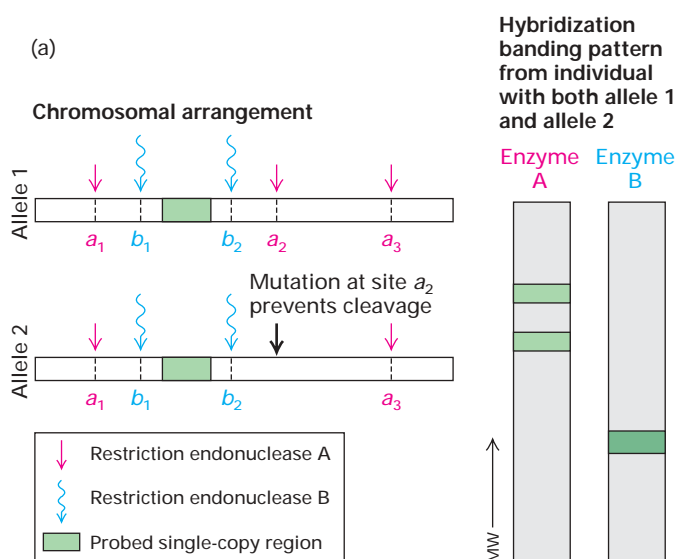 (a)
Chromosomal arrangement
Allele 1
a1 b1 b2 a2 a3
Mutation at site a2
prevents cleavage
Allele 2
a1 b1 b2 a3
Restriction endonuclease A
Restriction endonuclease B
Probed single-copy region
Hybridization
banding pattern
from individual
with both allele 1
and allele 2
Enzyme
A
Enzyme
B
MW